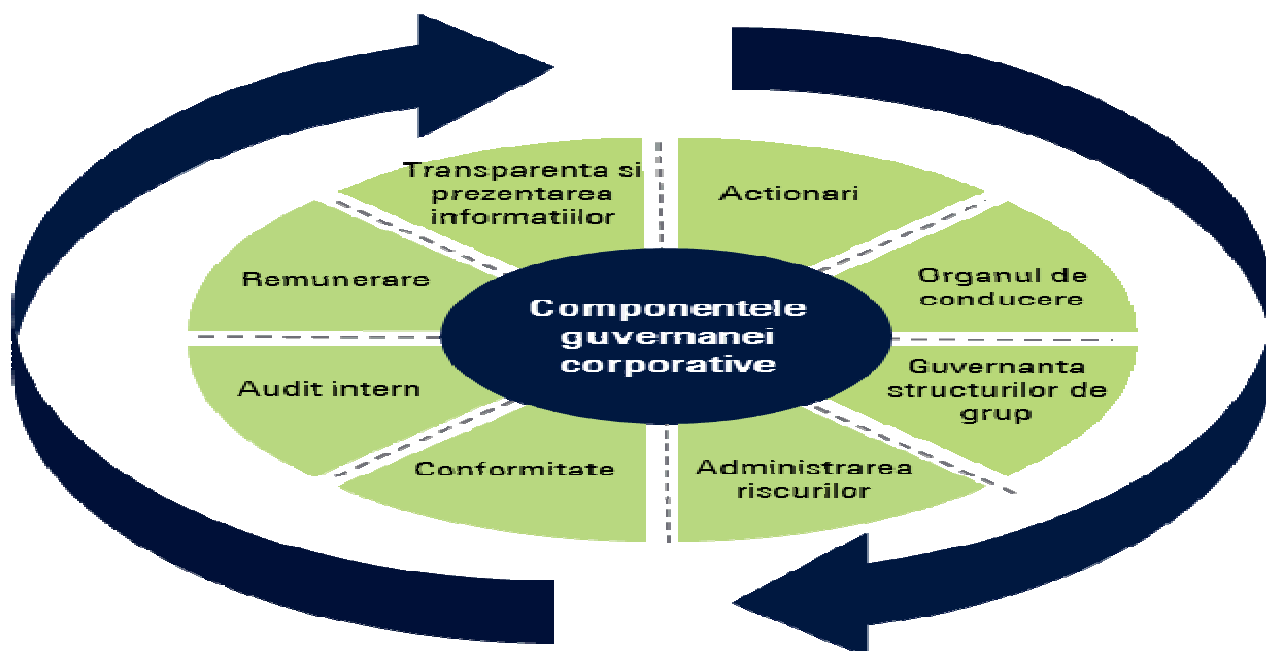 Componentele
guvernanei
corporative
Actionari
Organul de
conducere
Guvernanta
structurilor de
grup
Administrarea
riscurilor
Conformitate
Audit intern
Remunerare
Transparenta si
prezentarea
informatiilor